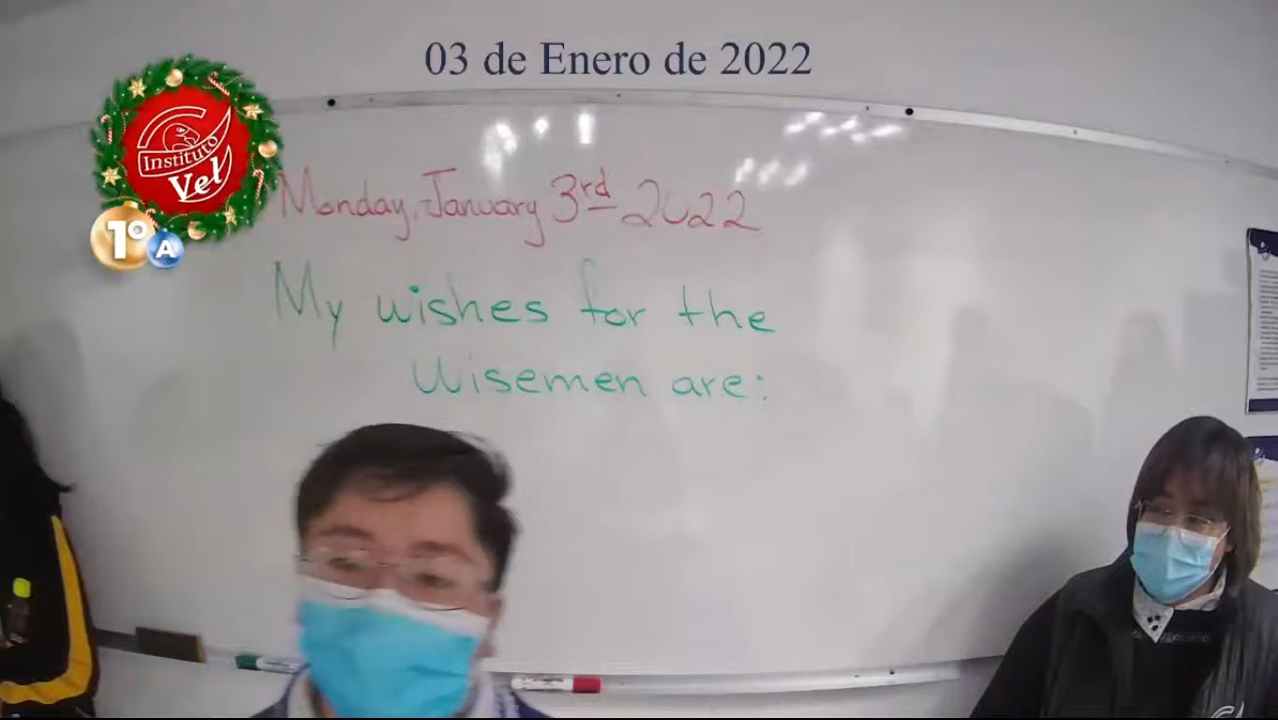 03 de Enero de 2022
Instituto
Vel
1° A
Monday, January 3rd 2022
My wishes for the
Wisemen are: